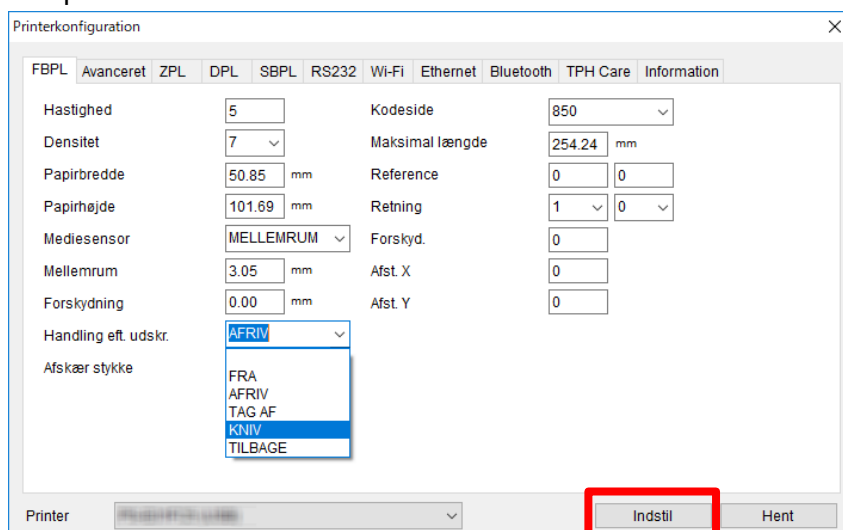 Printerkonfiguration
FBPL Avanceret ZPL DPL SBPL RS232 Wi-Fi Ethernet Bluetooth TPH Care Information
Hastighed 5 Kodeside 850
Densitet 7 Maksimal længde 254.24 mm
Papirbredde 50.85 mm Reference 0 0
Papirhøjde 101.69 mm Retning 1 0
Mediesensor MELLEMRUM Forskyd. 0
Mellemrum 3.05 mm Afst. X 0
Forskydning 0.00 mm Afst. Y 0
Handling eft. udskr. AFRIV
Afskær stykke
FRA
AFRIV
TAG AF
KNIV
TILBAGE
Printer Indstil Hent